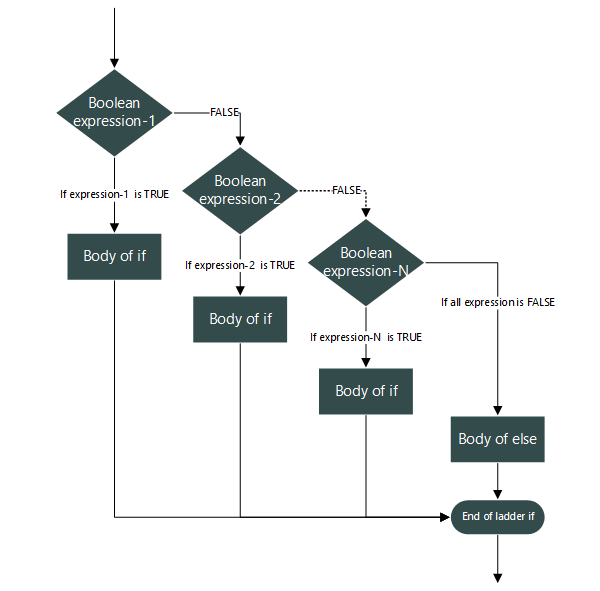 Boolean
expression-1
FALSE
If expression-1 is TRUE
Body of if
Boolean
expression-2
FALSE
If expression-2 is TRUE
Body of if
Boolean
expression-N
If all expression is FALSE
If expression-N is TRUE
Body of if
Body of else
End of ladder if